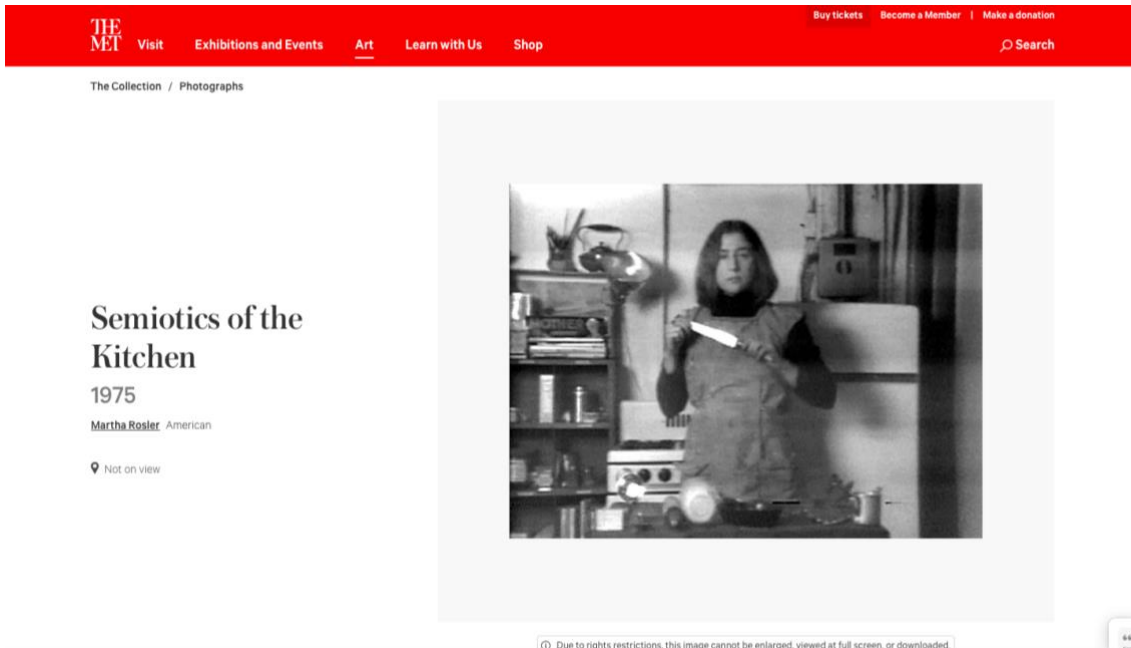 Buy tickets Become a Member | Make a donation
THE
MET
Visit Exhibitions and Events Art Learn with Us Shop Search
The Collection / Photographs
MOTHER
Semiotics of the
Kitchen
1975
Martha Rosler American
Not on view
Due to rights restrictions, this image cannot be enlarged, viewed at full screen, or downloaded.